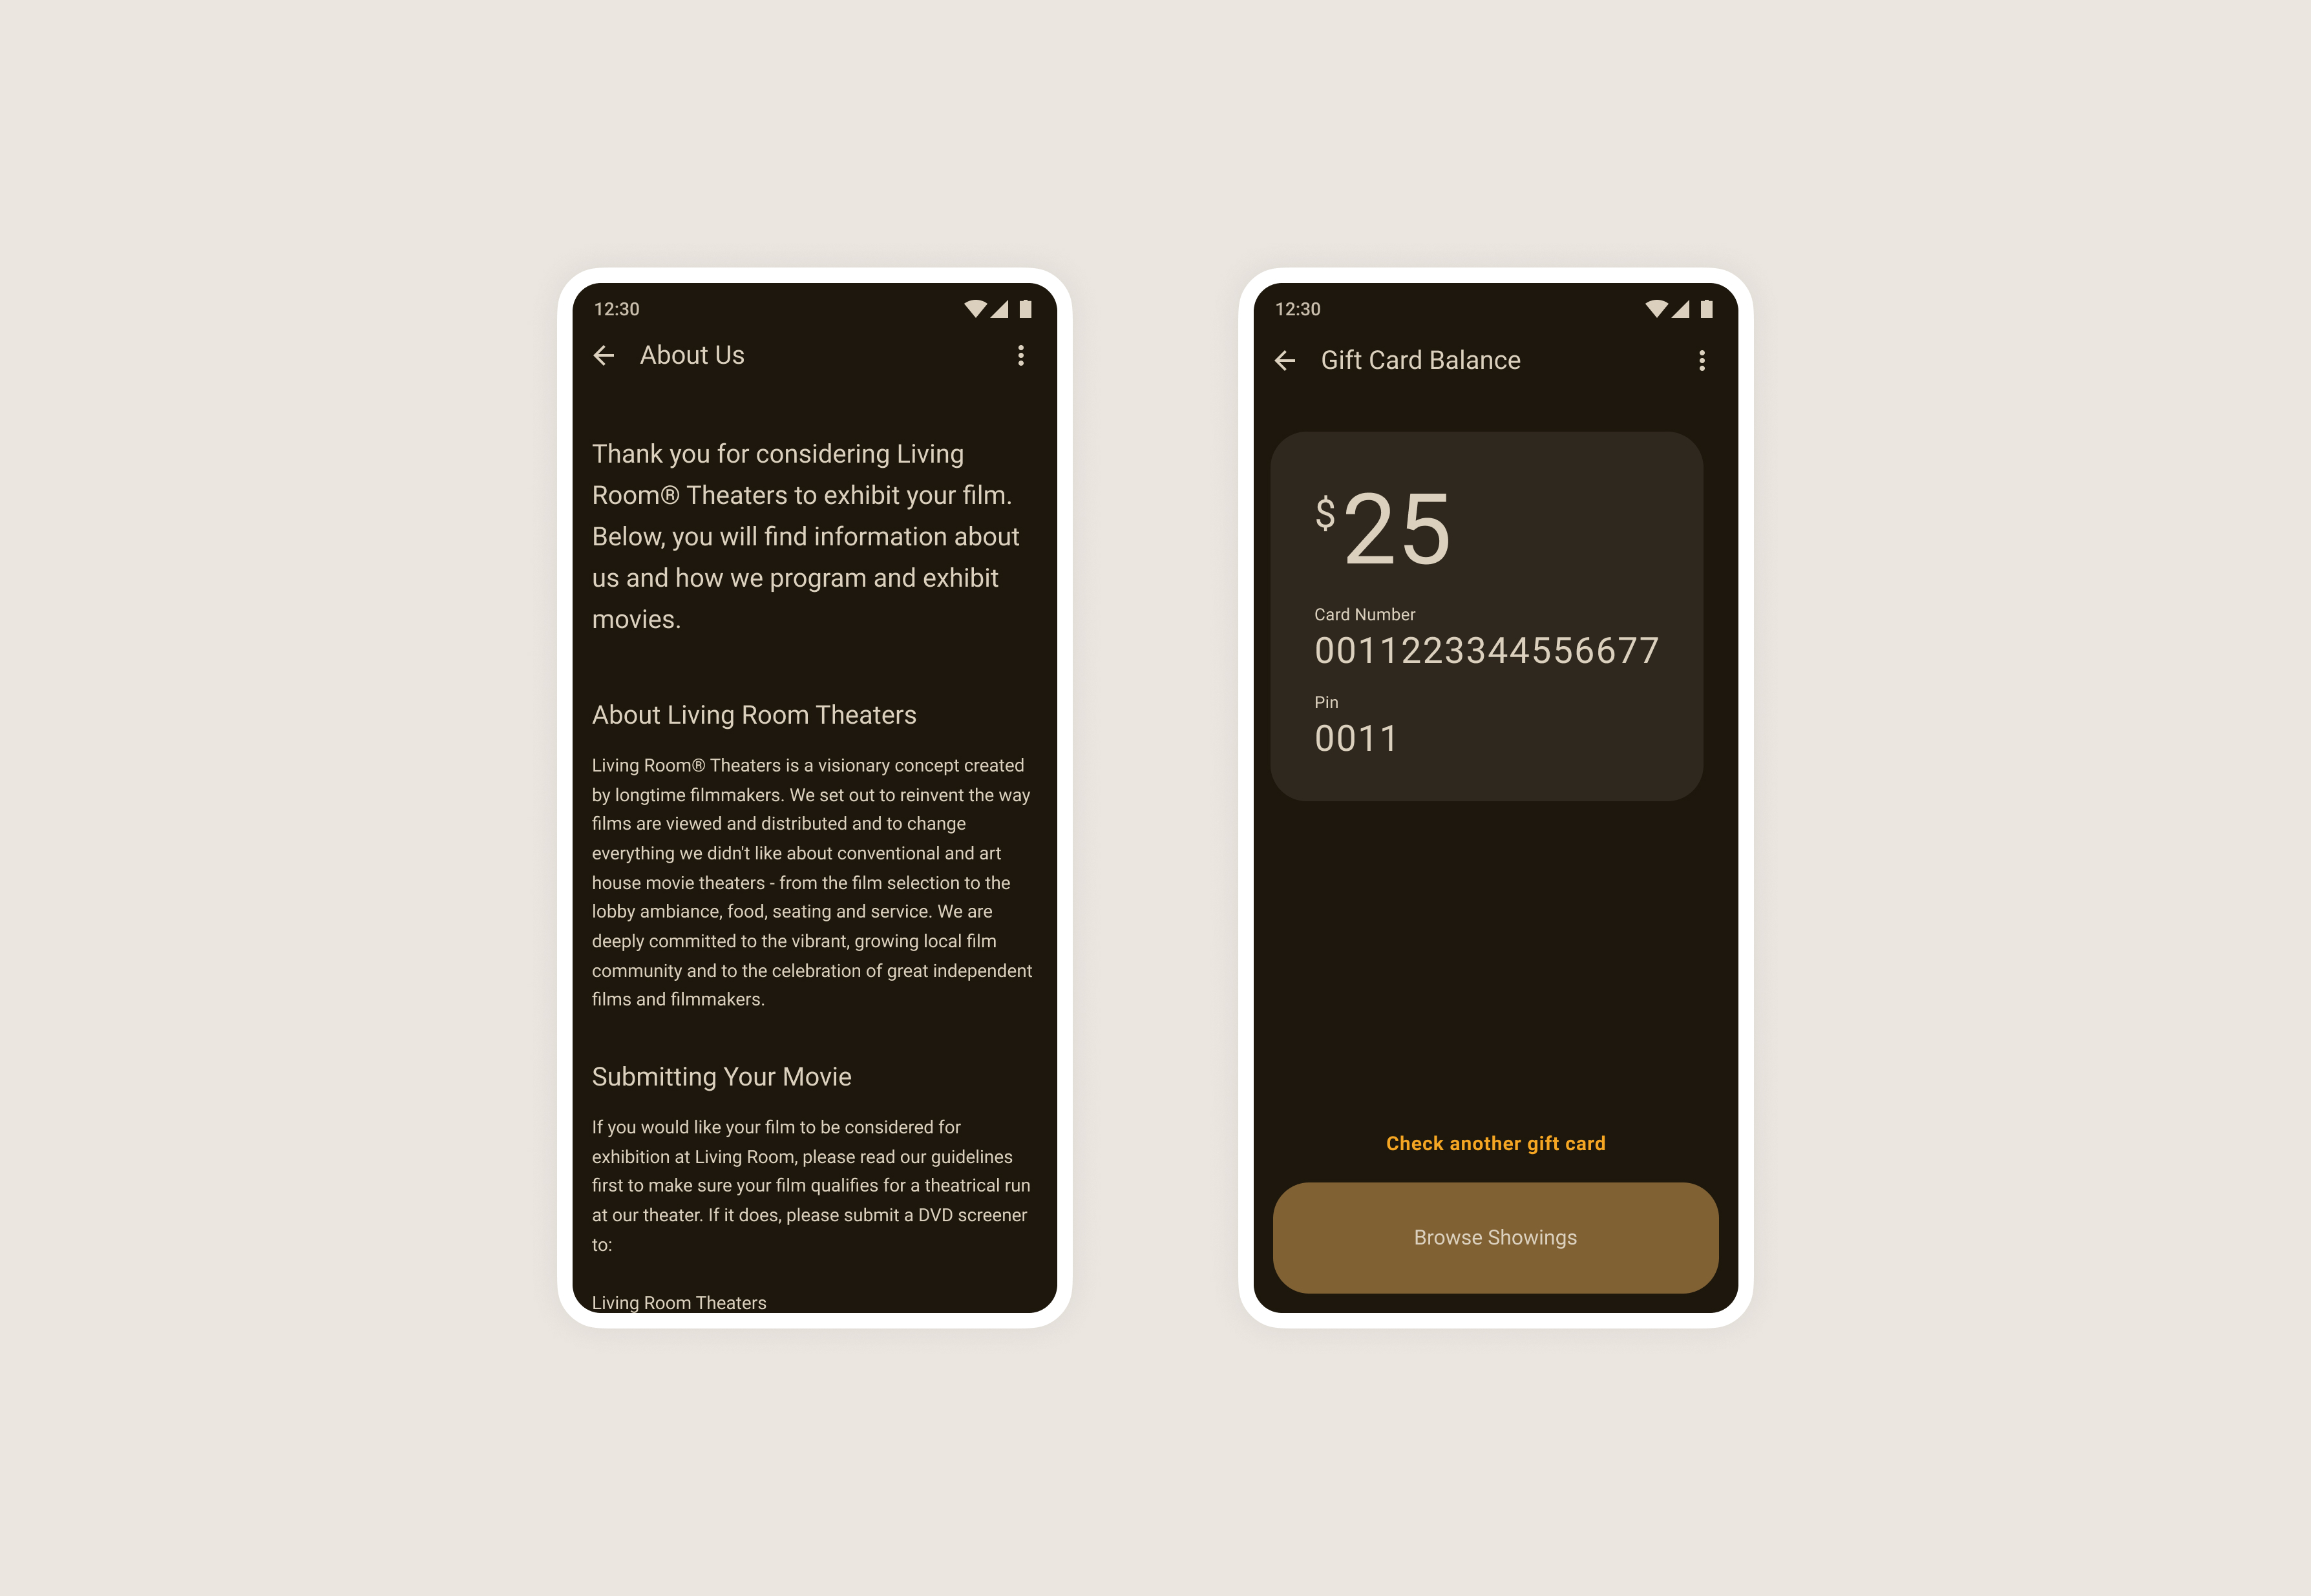 12:30
About Us
Thank you for considering Living
Room® Theaters to exhibit your film.
Below, you will find information about
us and how we program and exhibit
movies.
About Living Room Theaters
Living Room® Theaters is a visionary concept created
by longtime filmmakers. We set out to reinvent the way
films are viewed and distributed and to change
everything we didn't like about conventional and art
house movie theaters - from the film selection to the
lobby ambiance, food, seating and service. We are
deeply committed to the vibrant, growing local film
community and to the celebration of great independent
films and filmmakers.
Submitting Your Movie
If you would like your film to be considered for
exhibition at Living Room, please read our guidelines
first to make sure your film qualifies for a theatrical run
at our theater. If it does, please submit a DVD screener
to:
Living Room Theaters
12:30
Gift Card Balance
$25
Card Number
0011223344556677
Pin
0011
Check another gift card
Browse Showings